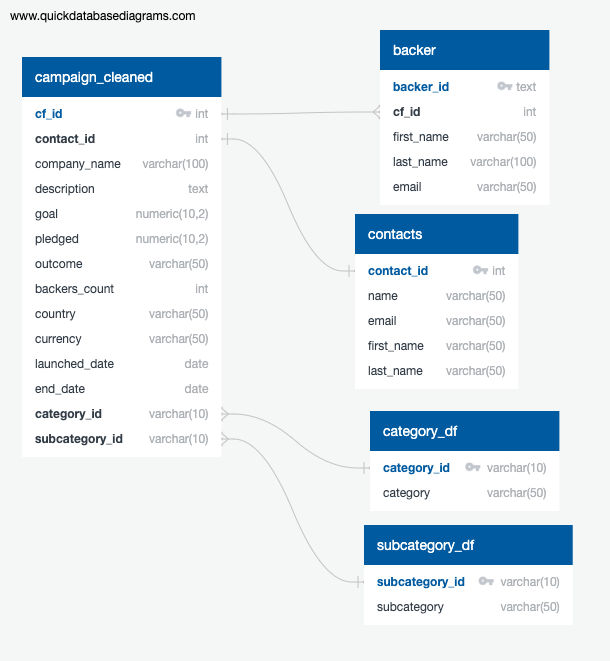 www.quickdatabasediagrams.com
campaign_cleaned
cf_id int
contact_id int
company_name varchar(100)
description text
goal numeric(10,2)
pledged numeric(10,2)
outcome varchar(50)
backers_count int
country varchar(50)
currency varchar(50)
launched_date date
end_date date
category_id varchar(10)
subcategory_id varchar(10)
backer
backer_id text
cf_id int
first_name varchar(50)
last_name varchar(100)
email varchar(50)
contacts
contact_id int
name varchar(50)
email varchar(50)
first_name varchar(50)
last_name varchar(50)
category_df
category_id varchar(10)
category varchar(50)
subcategory_df
subcategory_id varchar(10)
subcategory varchar(50)